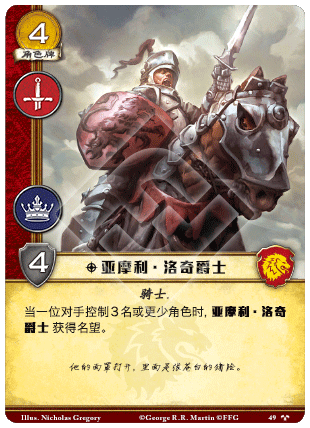 4
角色牌
4
亚摩利·洛奇爵士
骑士.
当一位对手控制3名或更少角色时, 亚摩利·洛奇
爵士 获得名望。
他的面罩打开，里面是张苍白的猪脸。
Illus. Nicholas Gregory ©George R.R. Martin ©FFG 49